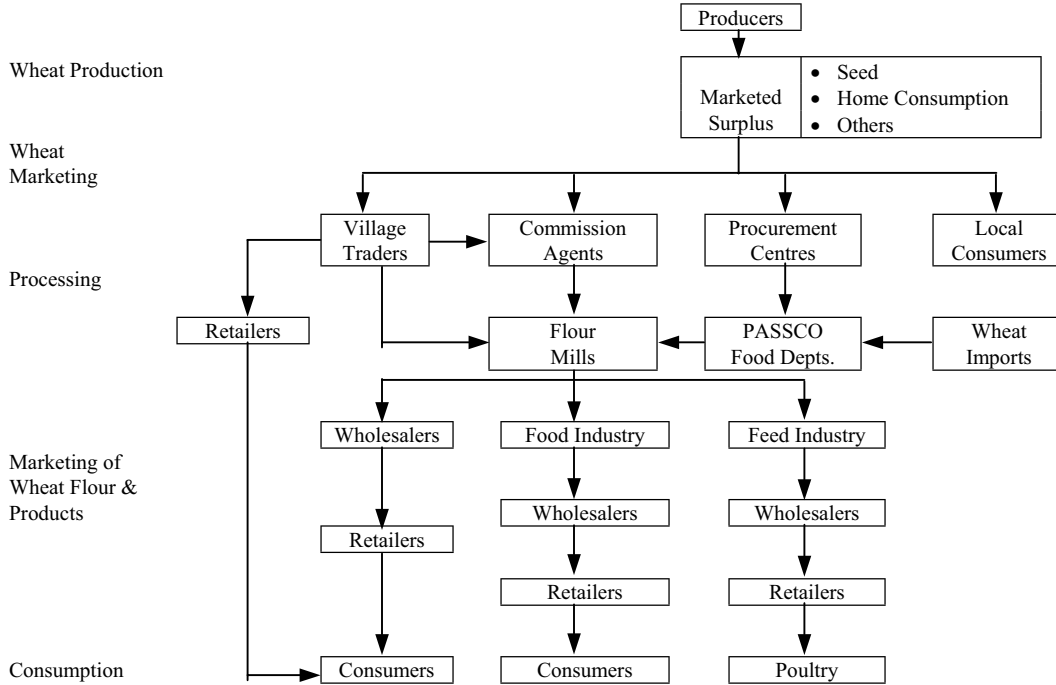 Producers
Wheat Production
• Seed
• Home Consumption
• Others
Marketed
Surplus
Wheat
Marketing
Village
Traders
Commission
Agents
Procurement
Centres
Local
Consumers
Processing
Retailers
Flour
Mills
PASSCO
Food Depts.
Wheat
Imports
Wholesalers
Food Industry
Feed Industry
Marketing of
Wheat Flour &
Products
Wholesalers
Wholesalers
Retailers
Retailers
Retailers
Consumption
Consumers
Consumers
Poultry